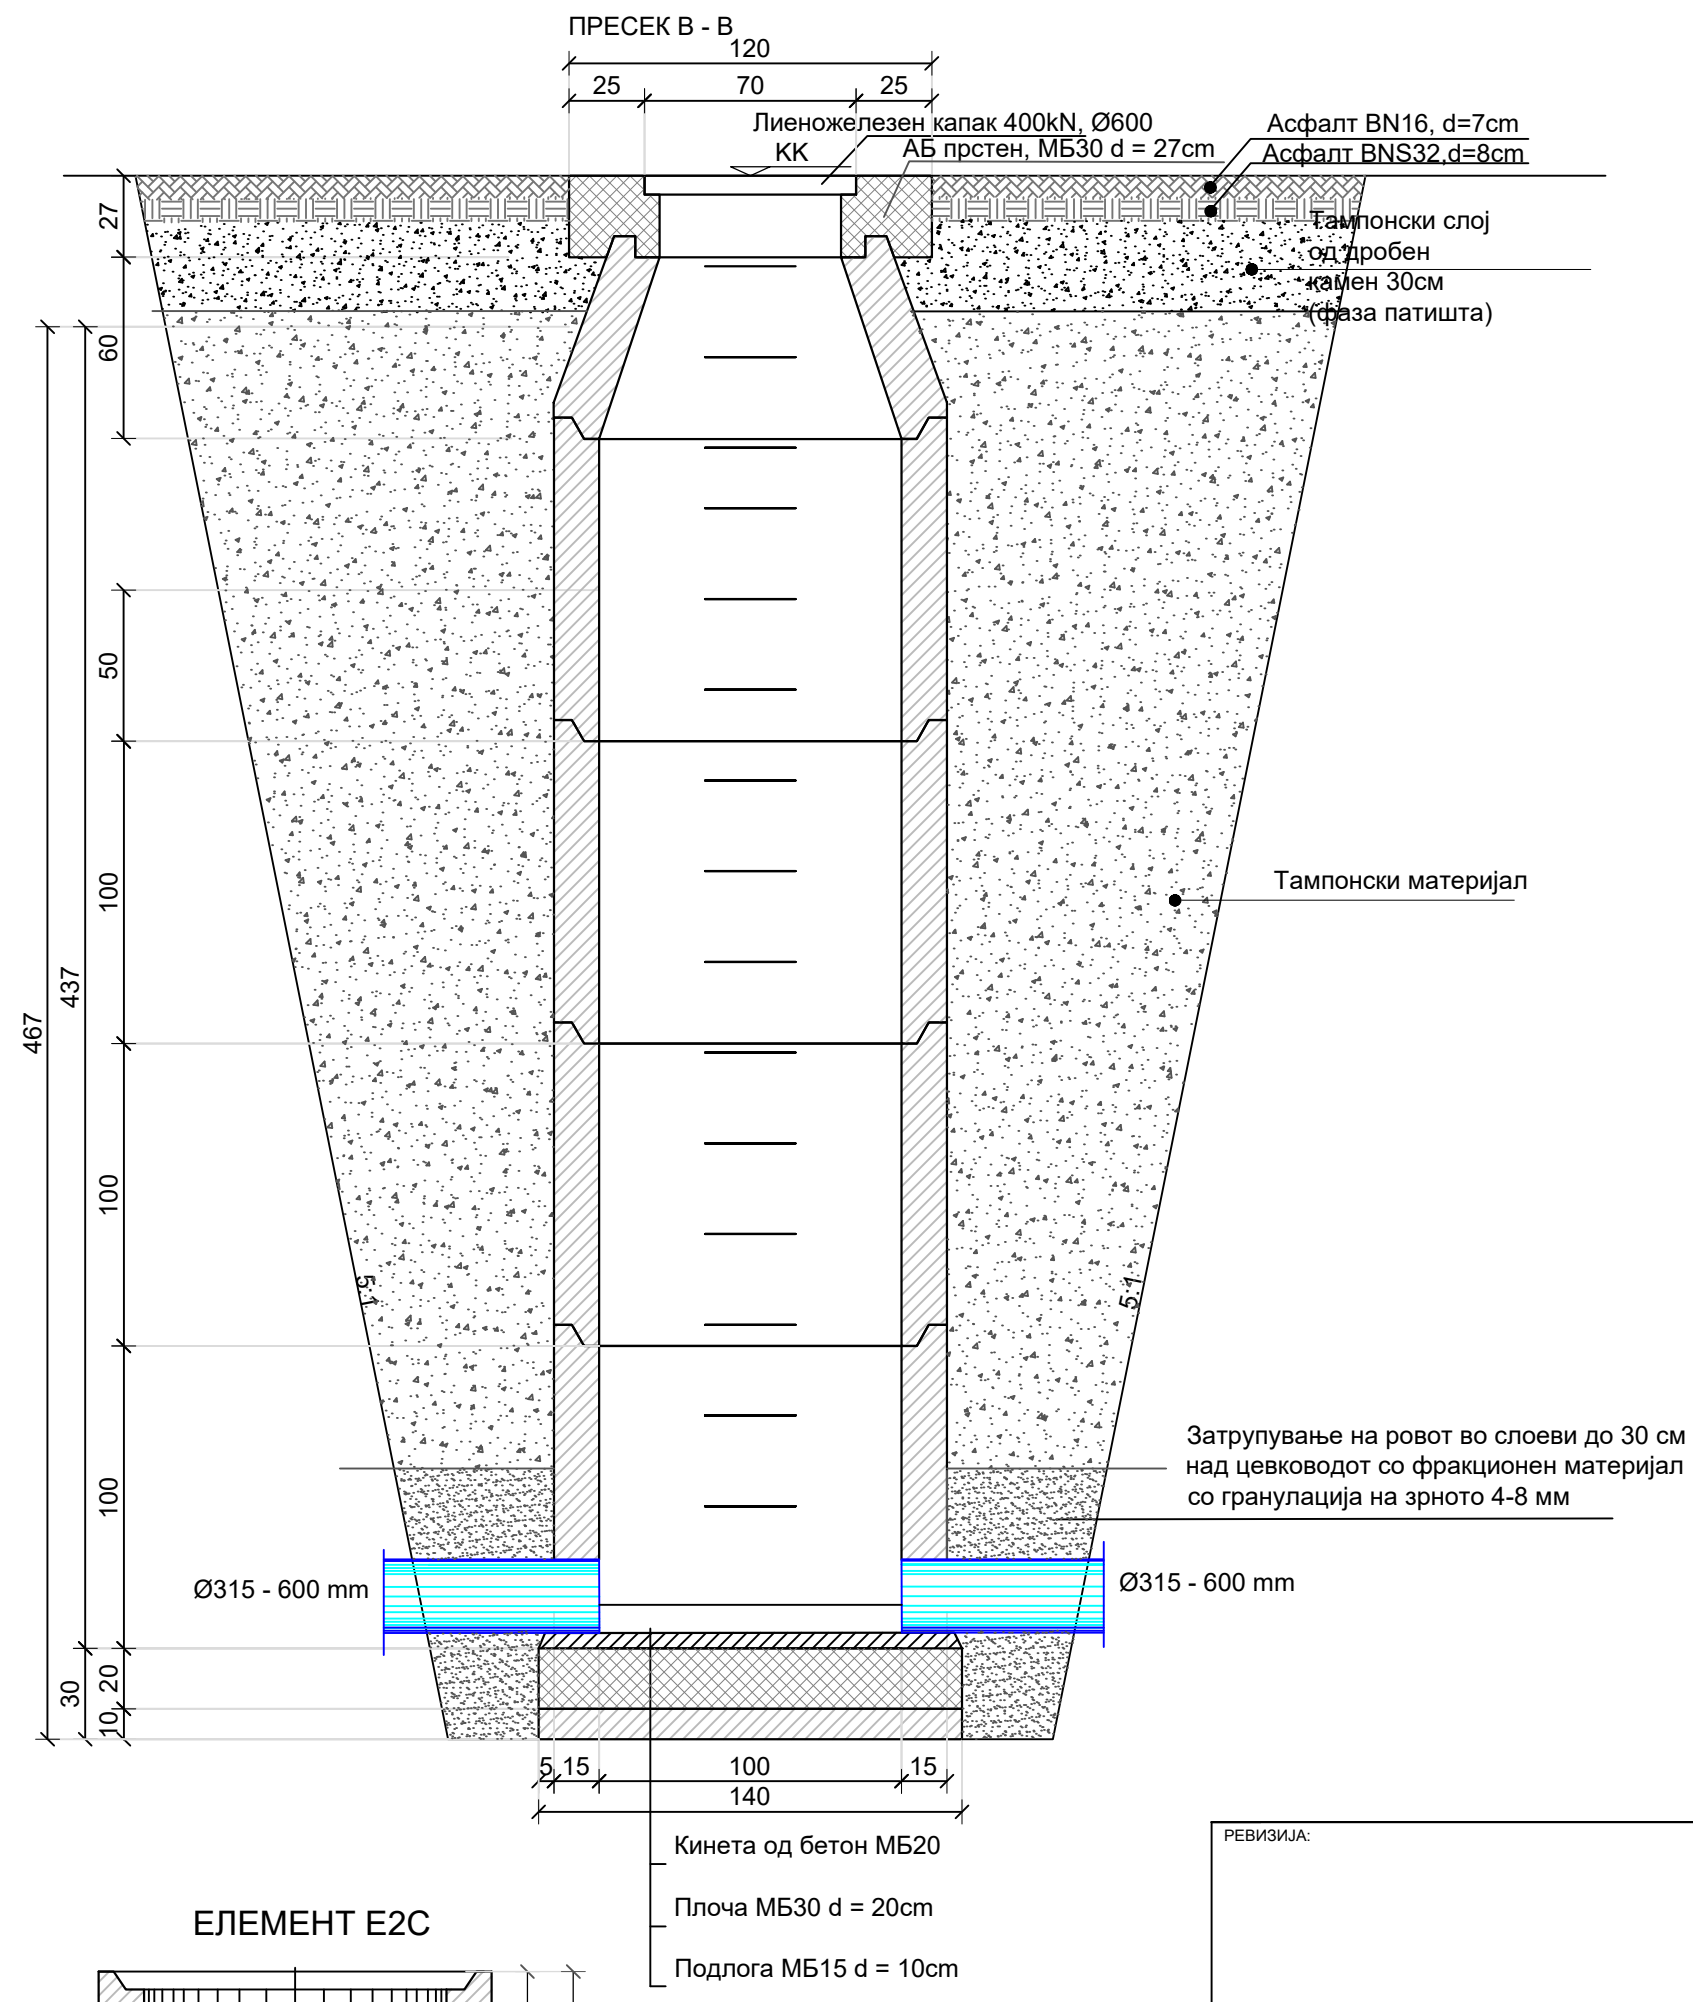 ПРЕСЕК В - В
120
25 70 25
Лиеножелезен капак 400kN, Ø600
КК
АБ прстен, МБ30 d = 27cm
Асфалт BN16, d=7cm
Асфалт BNS32,d=8cm
27
Тампонски слој
од дробен
камен 30см
(фаза патишта)
60
50
100
Тампонски материјал
437
467
100
5:1
5:1
Затрупување на ровот во слоеви до 30 см
над цевководот со фракционен материјал
со гранулација на зрното 4-8 мм
100
Ø315 - 600 mm
Ø315 - 600 mm
30
20
10
5 15 100 15
140
Кинета од бетон МБ20
РЕВИЗИЈА:
Плоча МБ30 d = 20cm
ЕЛЕМЕНТ Е2С
Подлога МБ15 d = 10cm